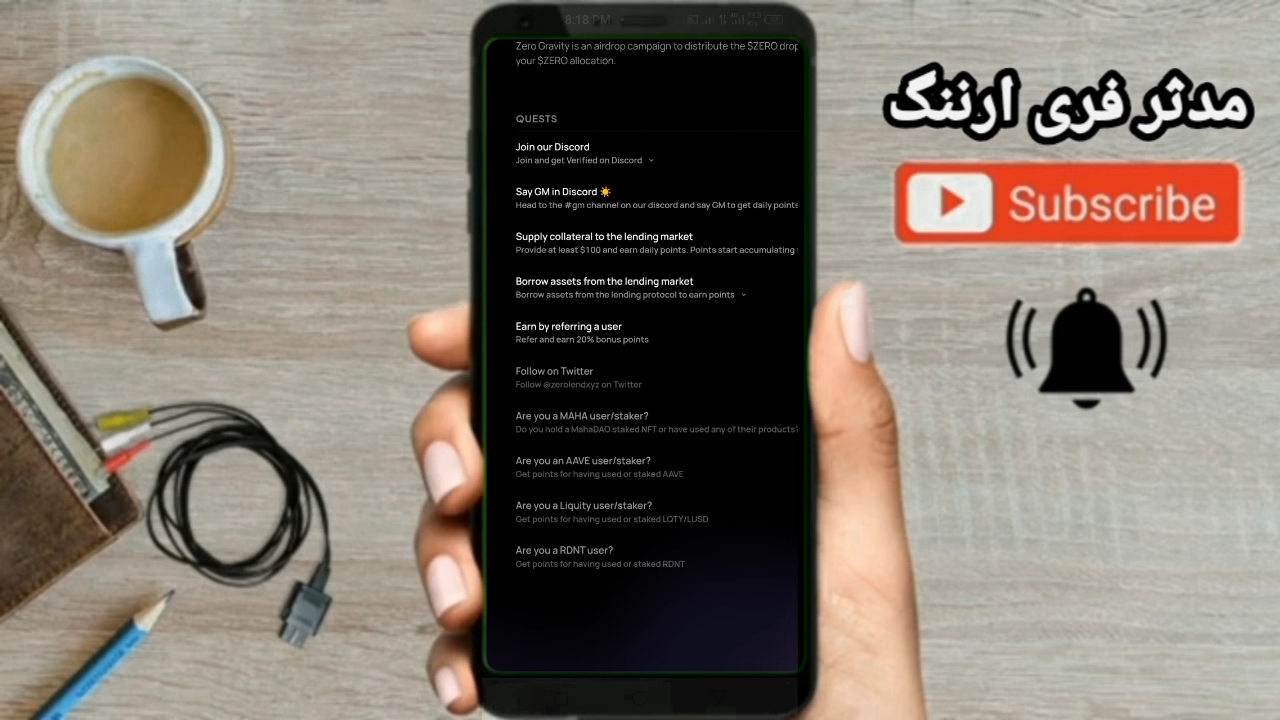 8:18 PM
Zero Gravity is an airdrop campaign to distribute the $ZERO drop
your $ZERO allocation.
QUESTS
Join our Discord
Join and get Verified on Discord
Say GM in Discord ☀️
Head to the #gm channel on our discord and say GM to get daily points
Supply collateral to the lending market
Provide at least $100 and earn daily points. Points start accumulating
Borrow assets from the lending market
Borrow assets from the lending protocol to earn points
Earn by referring a user
Refer and earn 20% bonus points
Follow on Twitter
Follow @zerolendxyz on Twitter
Are you a MAHA user/staker?
Do you hold a MahaDAO staked NFT or have used any of their products?
Are you an AAVE user/staker?
Get points for having used or staked AAVE
Are you a Liquity user/staker?
Get points for having used or staked LQTY/LUSD
Are you a RDNT user?
Get points for having used or staked RDNT
مدثر فری ارننگ
Subscribe